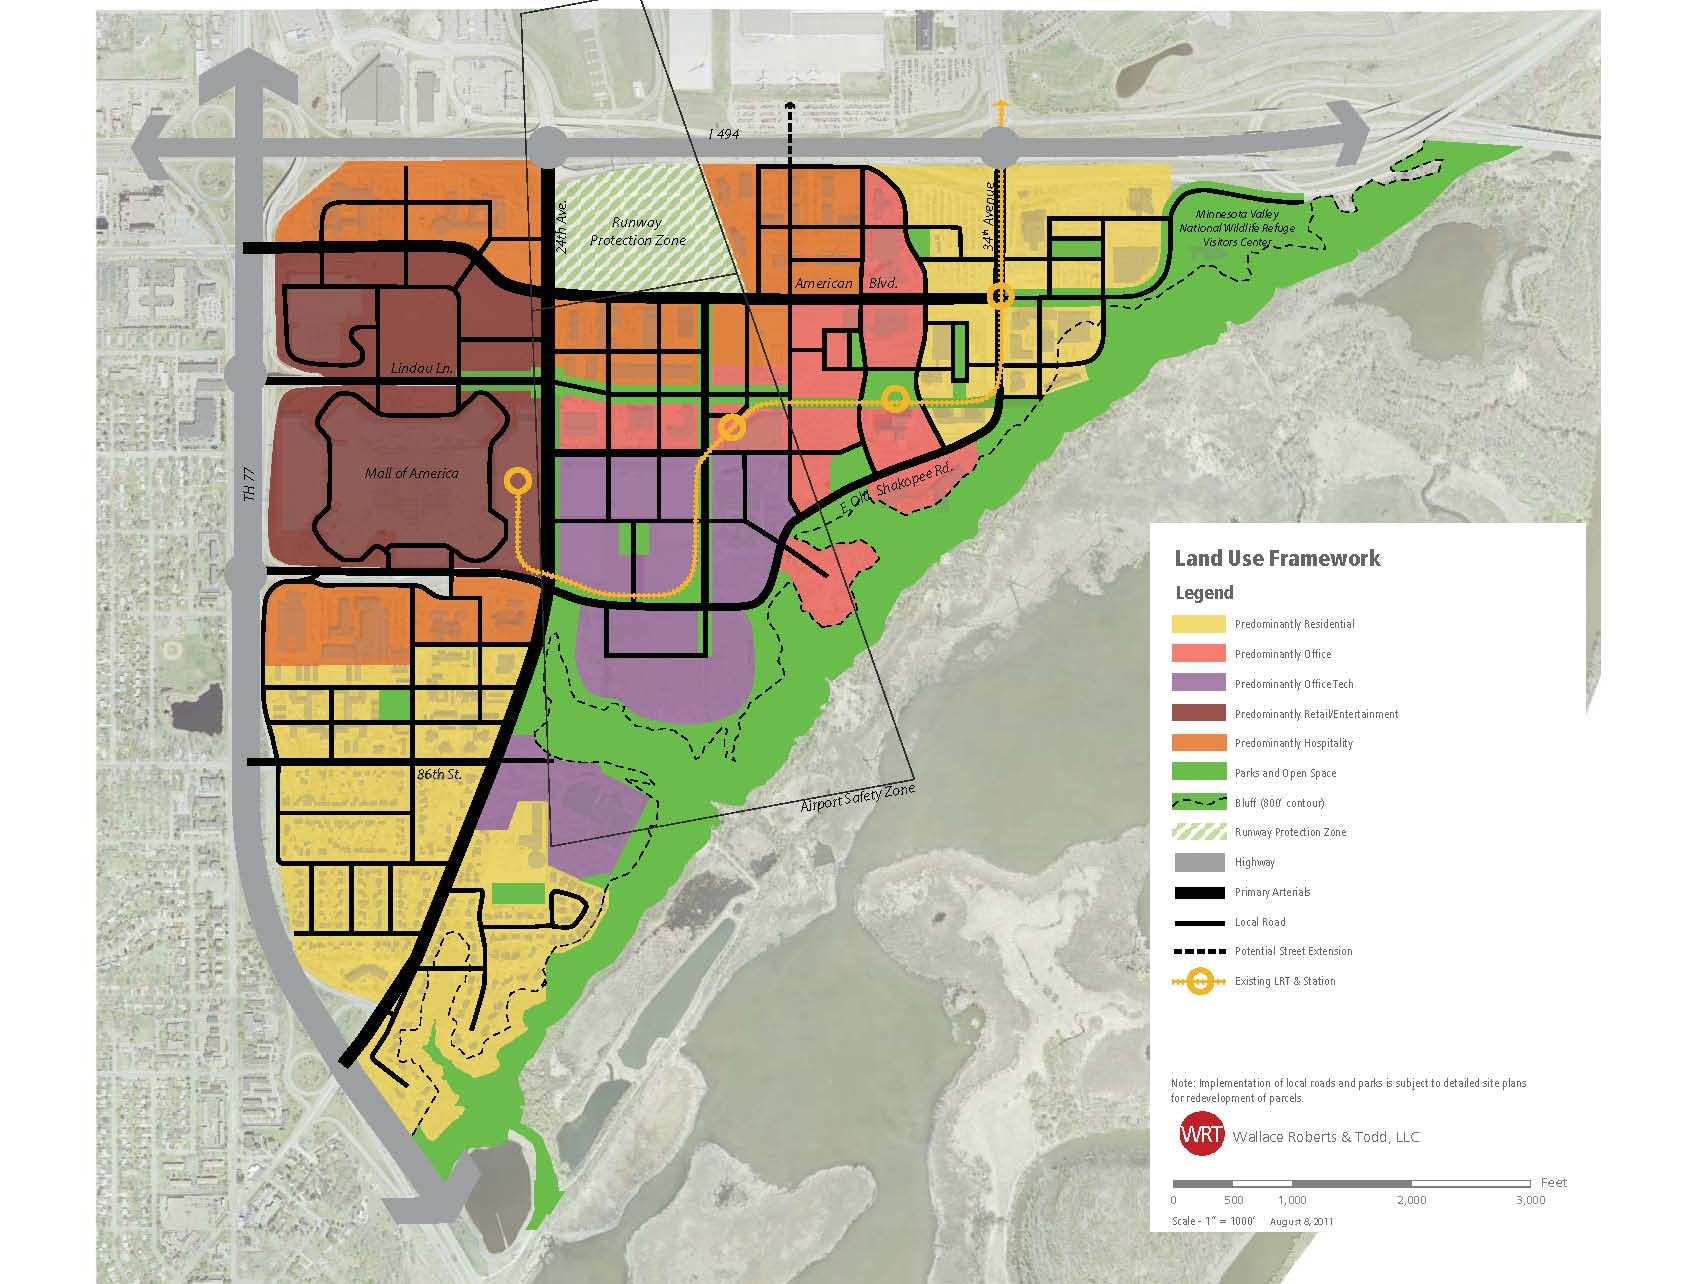 I 494
24th Ave.
Runway
Protection Zone
34th Avenue
Minnesota Valley
National Wildlife Refuge
Visitors Center
American Blvd.
Lindau Ln.
Mall of America
TH 77
E Old Shakopee Rd.
86th St.
Airport Safety Zone
Land Use Framework
Legend
Predominantly Residential
Predominantly Office
Predominantly Office Tech
Predominantly Retail/Entertainment
Predominantly Hospitality
Parks and Open Space
Bluff (800' contour)
Runway Protection Zone
Highway
Primary Arterials
Local Road
Potential Street Extension
Existing LRT & Station
Note: Implementation of local roads and parks is subject to detailed site plans
for redevelopment of parcels.
WRT Wallace Roberts & Todd, LLC
Feet
0 500 1,000 2,000 3,000
Scale - 1" = 1000' August 8, 2011